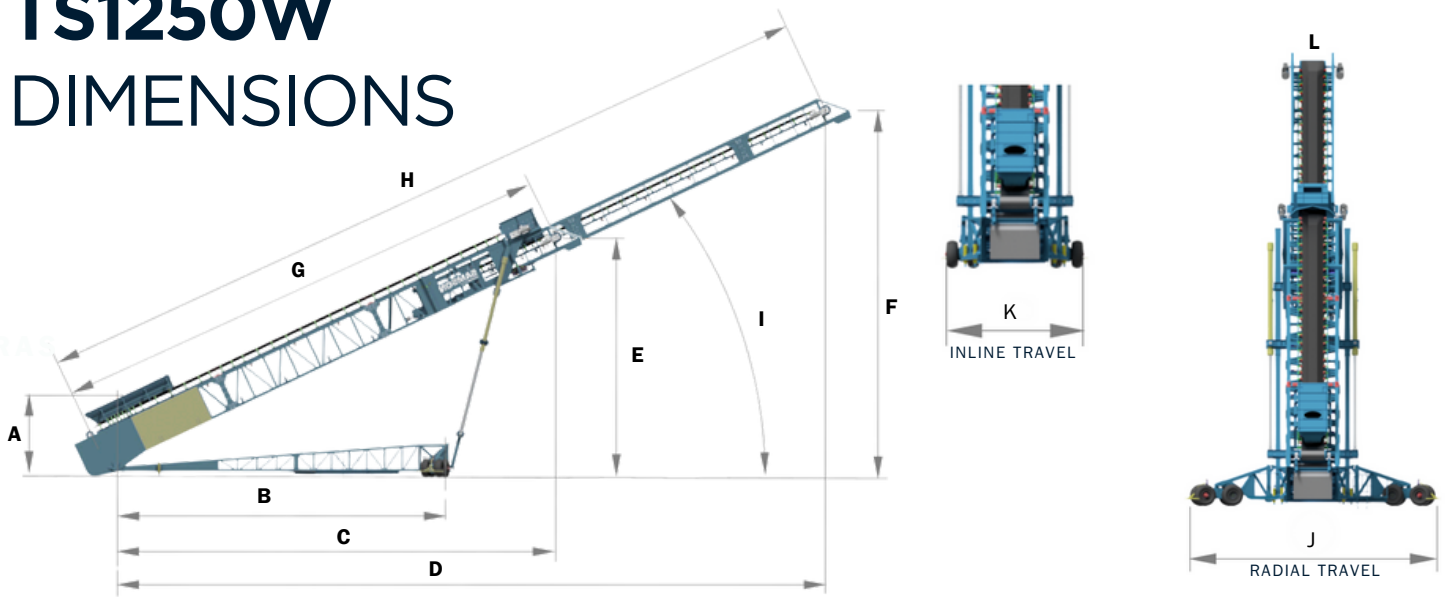 TS1250W
DIMENSIONS
L
H
G
K
INLINE TRAVEL
F
I
E
A
B
C
D
J
RADIAL TRAVEL